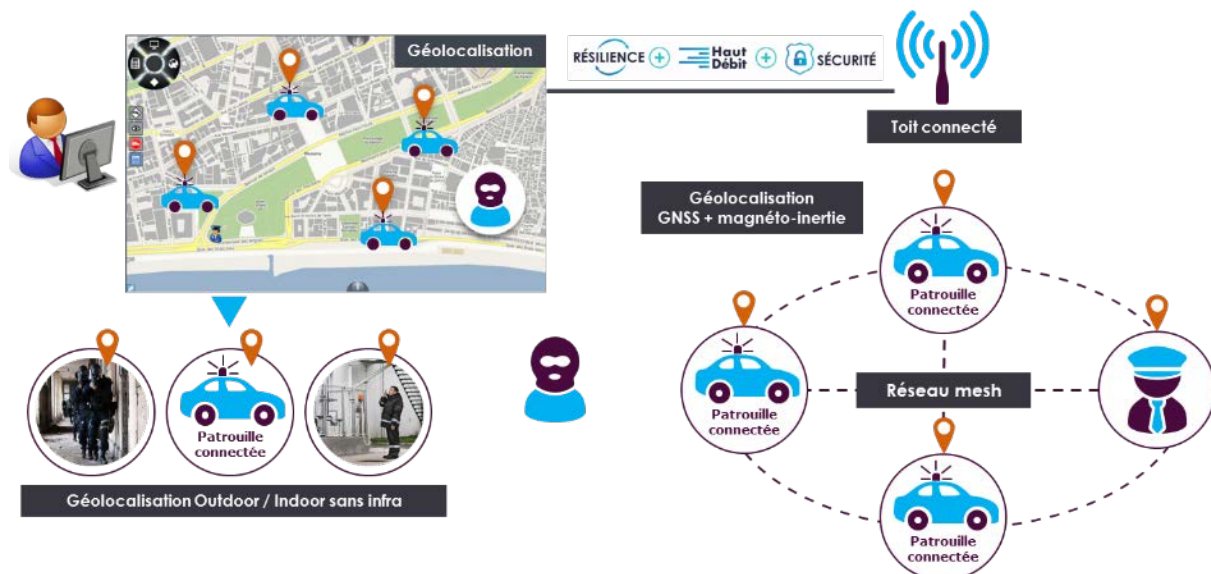 Géolocalisation
RÉSILIENCE + Haut Débit + SÉCURITÉ
Toit connecté
Géolocalisation
GNSS + magnéto-inertie
Patrouille
connectée
Patrouille
connectée
Réseau mesh
Patrouille
connectée
Patrouille
connectée
Géolocalisation Outdoor / Indoor sans infra